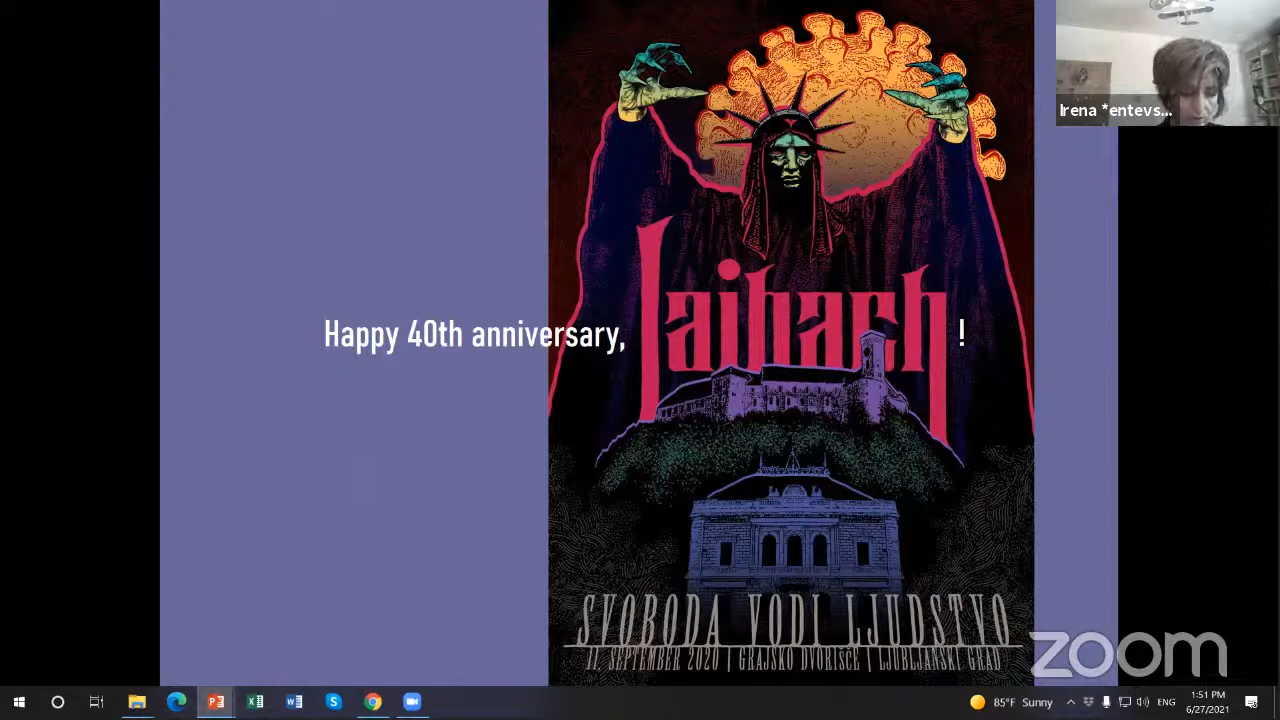 Irena *entevs...
Happy 40th anniversary, laibach !
SVOBODA VODI LJUDSTVO
11. SEPTEMBER 2020 | GRAJSKO DVORIŠČE | LJUBLJANSKI GRAD
zoom
85°F Sunny
ENG
1:51 PM
6/27/2021